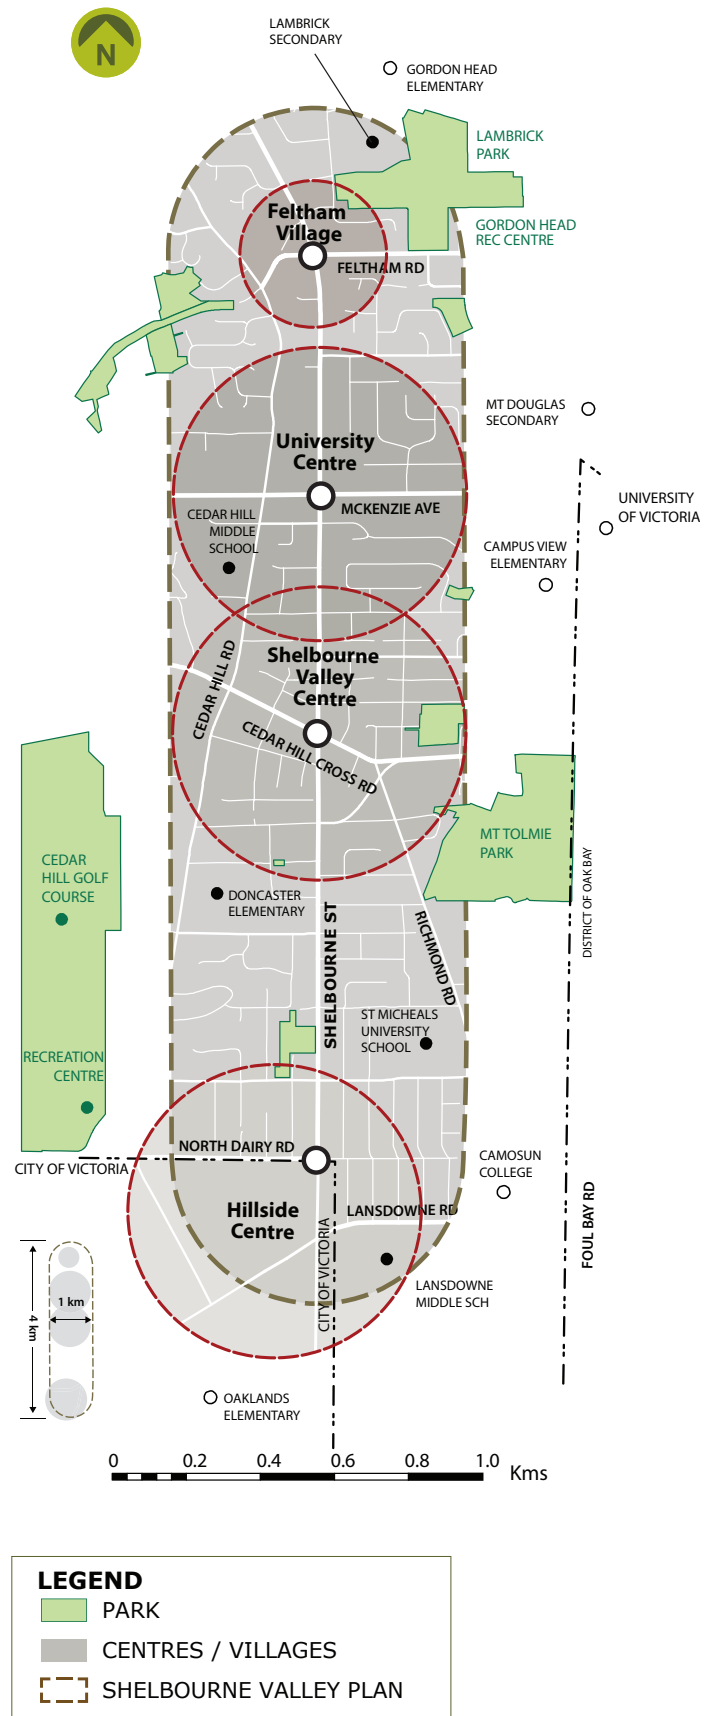 LAMBRICK
SECONDARY
N
GORDON HEAD
ELEMENTARY
LAMBRICK
PARK
Feltham
Village
GORDON HEAD
REC CENTRE
FELTHAM RD
MT DOUGLAS
SECONDARY
University
Centre
UNIVERSITY
OF VICTORIA
MCKENZIE AVE
CEDAR HILL
MIDDLE
SCHOOL
CAMPUS VIEW
ELEMENTARY
Shelbourne
Valley
Centre
CEDAR HILL RD
CEDAR HILL CROSS RD
MT TOLMIE
PARK
CEDAR
HILL GOLF
COURSE
DISTRICT OF OAK BAY
DONCASTER
ELEMENTARY
SHELBOURNE ST
RICHMOND RD
ST MICHEALS
UNIVERSITY
SCHOOL
RECREATION
CENTRE
NORTH DAIRY RD
CITY OF VICTORIA
CAMOSUN
COLLEGE
Hillside
Centre
LANSDOWNE RD
FOUL BAY RD
CITY OF VICTORIA
LANSDOWNE
MIDDLE SCH
1 km
4 km
OAKLANDS
ELEMENTARY
0 0.2 0.4 0.6 0.8 1.0
Kms
LEGEND
PARK
CENTRES / VILLAGES
SHELBOURNE VALLEY PLAN